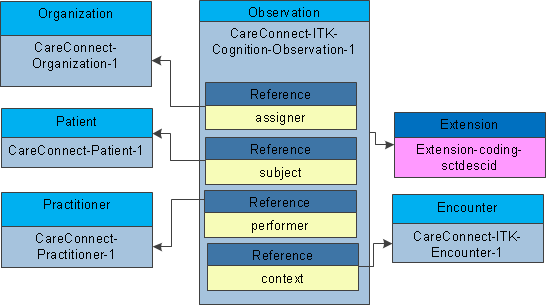 Organization
CareConnect-
Organization-1
Patient
CareConnect-Patient-1
Practitioner
CareConnect-
Practitioner-1
Observation
CareConnect-ITK-
Cognition-Observation-1
Reference
assigner
Reference
subject
Reference
performer
Reference
context
Extension
Extension-coding-
sctdescid
Encounter
CareConnect-ITK-
Encounter-1